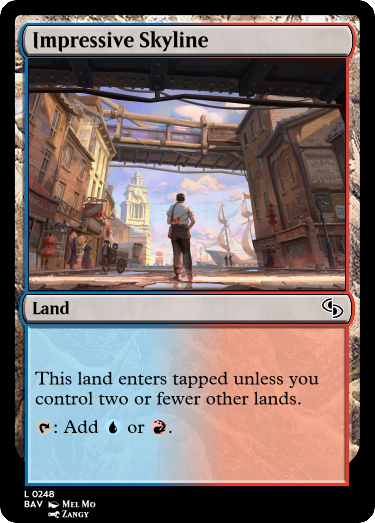 Impressive Skyline
Land
This land enters tapped unless you
control two or fewer other lands.
: Add or .
L 0248
BAV Mel Mo
Zangy